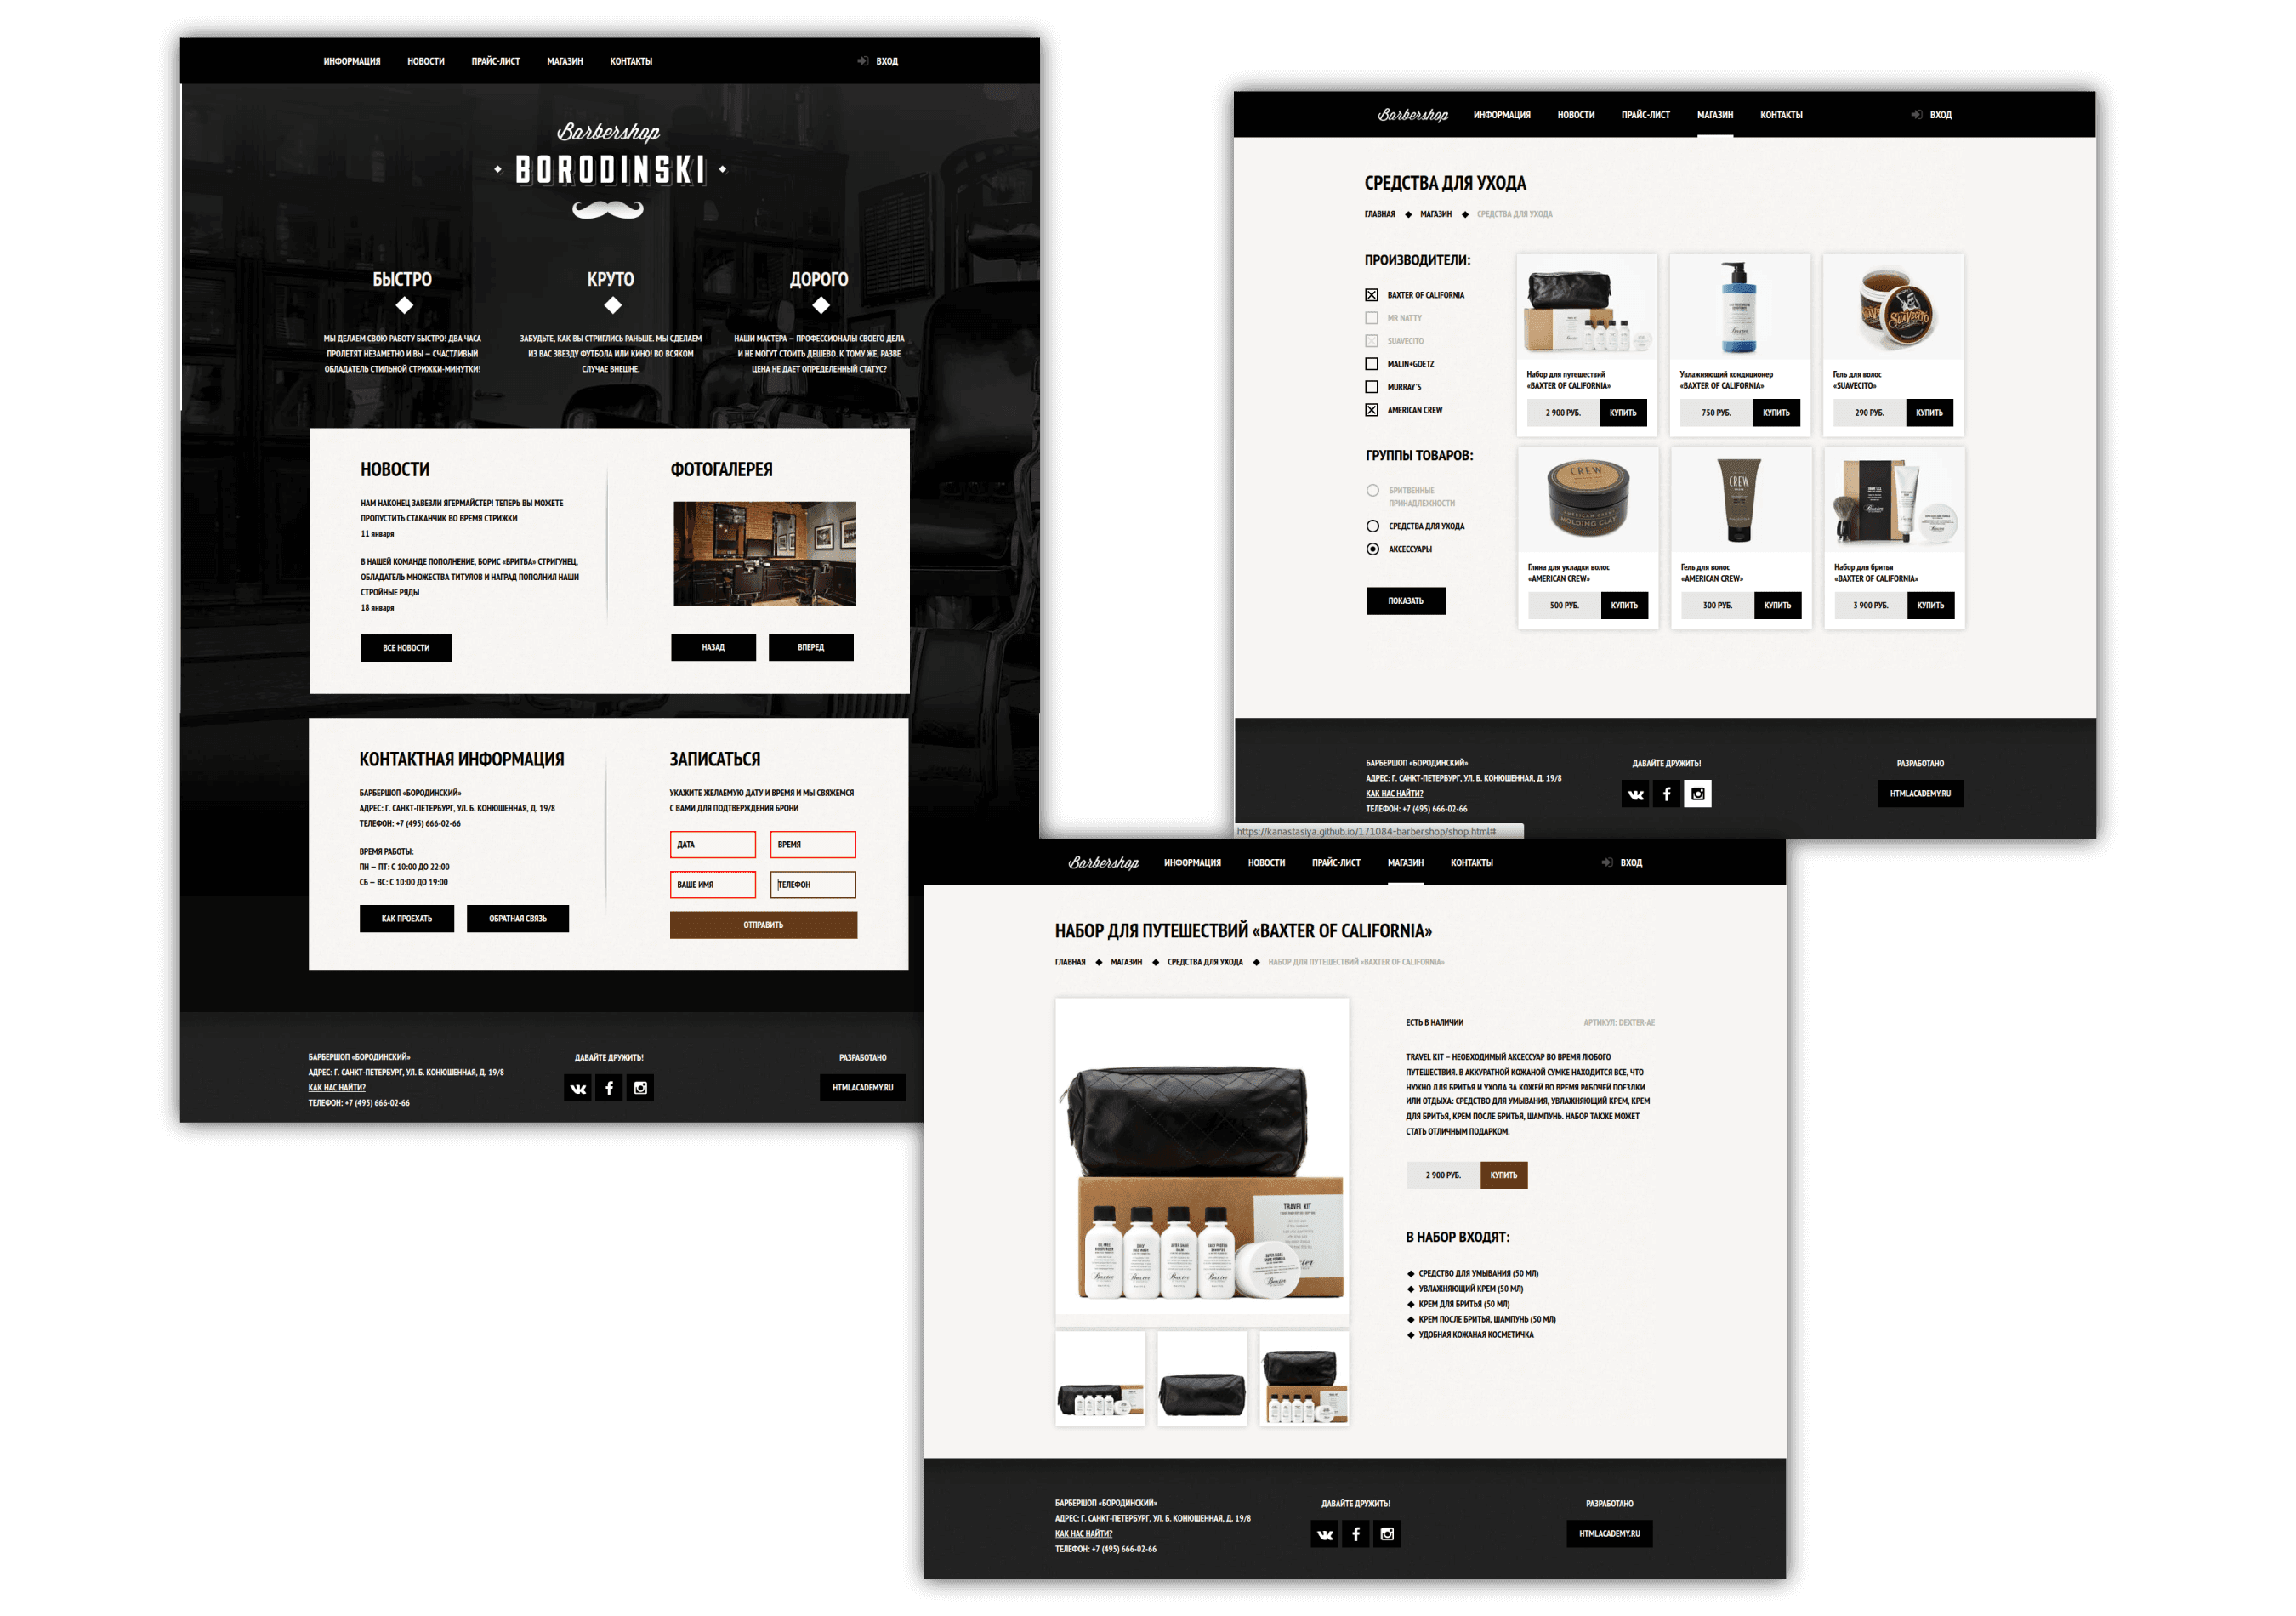 ИНФОРМАЦИЯ НОВОСТИ ПРАЙС-ЛИСТ МАГАЗИН КОНТАКТЫ ВХОД
Barbershop
BORODINSKI
БЫСТРО
МЫ ДЕЛАЕМ СВОЮ РАБОТУ БЫСТРО! ДВА ЧАСА
ПРОЛЕТЯТ НЕЗАМЕТНО И ВЫ – СЧАСТЛИВЫЙ
ОБЛАДАТЕЛЬ СТИЛЬНОЙ СТРИЖКИ-МИНУТКИ!
КРУТО
ЗАБУДЬТЕ, КАК ВЫ СТРИГЛИСЬ РАНЬШЕ. МЫ СДЕЛАЕМ
ИЗ ВАС ЗВЕЗДУ ФУТБОЛА ИЛИ КИНО! ВО ВСЯКОМ
СЛУЧАЕ ВНЕШНЕ.
ДОРОГО
НАШИ МАСТЕРА – ПРОФЕССИОНАЛЫ СВОЕГО ДЕЛА
И НЕ МОГУТ СТОИТЬ ДЕШЕВО. К ТОМУ ЖЕ, РАЗВЕ
ЦЕНА НЕ ДАЕТ ОПРЕДЕЛЕННЫЙ СТАТУС?
НОВОСТИ
НАМ НАКОНЕЦ ЗАВЕЗЛИ ЯГЕРМАЙСТЕР! ТЕПЕРЬ ВЫ МОЖЕТЕ
ПРОПУСТИТЬ СТАКАНЧИК ВО ВРЕМЯ СТРИЖКИ
11 января
В НАШЕЙ КОМАНДЕ ПОПОЛНЕНИЕ, БОРИС «БРИТВА» СТРИГУНЕЦ,
ОБЛАДАТЕЛЬ МНОЖЕСТВА ТИТУЛОВ И НАГРАД ПОПОЛНИЛ НАШИ
СТРОЙНЫЕ РЯДЫ
18 января
ВСЕ НОВОСТИ
ФОТОГАЛЕРЕЯ
НАЗАД ВПЕРЕД
КОНТАКТНАЯ ИНФОРМАЦИЯ
БАРБЕРШОП «БОРОДИНСКИЙ»
АДРЕС: Г. САНКТ-ПЕТЕРБУРГ, УЛ. Б. КОНЮШЕННАЯ, Д. 19/8
ТЕЛЕФОН: +7 (495) 666-02-66
ВРЕМЯ РАБОТЫ:
ПН – ПТ: С 10:00 ДО 22:00
СБ – ВС: С 10:00 ДО 19:00
КАК ПРОЕХАТЬ ОБРАТНАЯ СВЯЗЬ
ЗАПИСАТЬСЯ
УКАЖИТЕ ЖЕЛАЕМУЮ ДАТУ И ВРЕМЯ И МЫ СВЯЖЕМСЯ
С ВАМИ ДЛЯ ПОДТВЕРЖДЕНИЯ БРОНИ
ДАТА ВРЕМЯ
ВАШЕ ИМЯ ТЕЛЕФОН
ОТПРАВИТЬ
БАРБЕРШОП «БОРОДИНСКИЙ»
АДРЕС: Г. САНКТ-ПЕТЕРБУРГ, УЛ. Б. КОНЮШЕННАЯ, Д. 19/8
КАК НАС НАЙТИ?
ТЕЛЕФОН: +7 (495) 666-02-66
ДАВАЙТЕ ДРУЖИТЬ!
РАЗРАБОТАНО
HTMLACADEMY.RU
Barbershop ИНФОРМАЦИЯ НОВОСТИ ПРАЙС-ЛИСТ МАГАЗИН КОНТАКТЫ ВХОД
СРЕДСТВА ДЛЯ УХОДА
ГЛАВНАЯ МАГАЗИН СРЕДСТВА ДЛЯ УХОДА
ПРОИЗВОДИТЕЛИ:
BAXTER OF CALIFORNIA
MR NATTY
SUAVECITO
MALIN+GOETZ
MURRAY'S
AMERICAN CREW
ГРУППЫ ТОВАРОВ:
БРИТВЕННЫЕ
ПРИНАДЛЕЖНОСТИ
СРЕДСТВА ДЛЯ УХОДА
АКСЕССУАРЫ
ПОКАЗАТЬ
Набор для путешествий
«BAXTER OF CALIFORNIA»
2 900 РУБ. КУПИТЬ
Увлажняющий кондиционер
«BAXTER OF CALIFORNIA»
750 РУБ. КУПИТЬ
SUAVECITO
Гель для волос
«SUAVECITO»
290 РУБ. КУПИТЬ
CREW
AMERICAN CREW
MOLDING CLAY
Глина для укладки волос
«AMERICAN CREW»
500 РУБ. КУПИТЬ
CREW
Гель для волос
«AMERICAN CREW»
300 РУБ. КУПИТЬ
Baxter
Набор для бритья
«BAXTER OF CALIFORNIA»
3 900 РУБ. КУПИТЬ
БАРБЕРШОП «БОРОДИНСКИЙ»
АДРЕС: Г. САНКТ-ПЕТЕРБУРГ, УЛ. Б. КОНЮШЕННАЯ, Д. 19/8
КАК НАС НАЙТИ?
ТЕЛЕФОН: +7 (495) 666-02-66
ДАВАЙТЕ ДРУЖИТЬ!
РАЗРАБОТАНО
HTMLACADEMY.RU
https://kanastasiya.github.io/171084-barbershop/shop.html#
Barbershop ИНФОРМАЦИЯ НОВОСТИ ПРАЙС-ЛИСТ МАГАЗИН КОНТАКТЫ ВХОД
НАБОР ДЛЯ ПУТЕШЕСТВИЙ «BAXTER OF CALIFORNIA»
ГЛАВНАЯ МАГАЗИН СРЕДСТВА ДЛЯ УХОДА НАБОР ДЛЯ ПУТЕШЕСТВИЙ «BAXTER OF CALIFORNIA»
TRAVEL KIT
Baxter Baxter Baxter Baxter Baxter
ЕСТЬ В НАЛИЧИИ АРТИКУЛ: DEXTER-AE
TRAVEL KIT – НЕОБХОДИМЫЙ АКСЕССУАР ВО ВРЕМЯ ЛЮБОГО
ПУТЕШЕСТВИЯ. В АККУРАТНОЙ КОЖАНОЙ СУМКЕ НАХОДИТСЯ ВСЕ, ЧТО
НУЖНО ДЛЯ БРИТЬЯ И УХОДА ЗА КОЖЕЙ ВО ВРЕМЯ РАБОЧЕЙ ПОЕЗДКИ
ИЛИ ОТДЫХА: СРЕДСТВО ДЛЯ УМЫВАНИЯ, УВЛАЖНЯЮЩИЙ КРЕМ, КРЕМ
ДЛЯ БРИТЬЯ, КРЕМ ПОСЛЕ БРИТЬЯ, ШАМПУНЬ. НАБОР ТАКЖЕ МОЖЕТ
СТАТЬ ОТЛИЧНЫМ ПОДАРКОМ.
2 900 РУБ. КУПИТЬ
В НАБОР ВХОДЯТ:
СРЕДСТВО ДЛЯ УМЫВАНИЯ (50 МЛ)
УВЛАЖНЯЮЩИЙ КРЕМ (50 МЛ)
КРЕМ ДЛЯ БРИТЬЯ (50 МЛ)
КРЕМ ПОСЛЕ БРИТЬЯ, ШАМПУНЬ (50 МЛ)
УДОБНАЯ КОЖАНАЯ КОСМЕТИЧКА
БАРБЕРШОП «БОРОДИНСКИЙ»
АДРЕС: Г. САНКТ-ПЕТЕРБУРГ, УЛ. Б. КОНЮШЕННАЯ, Д. 19/8
КАК НАС НАЙТИ?
ТЕЛЕФОН: +7 (495) 666-02-66
ДАВАЙТЕ ДРУЖИТЬ!
РАЗРАБОТАНО
HTMLACADEMY.RU